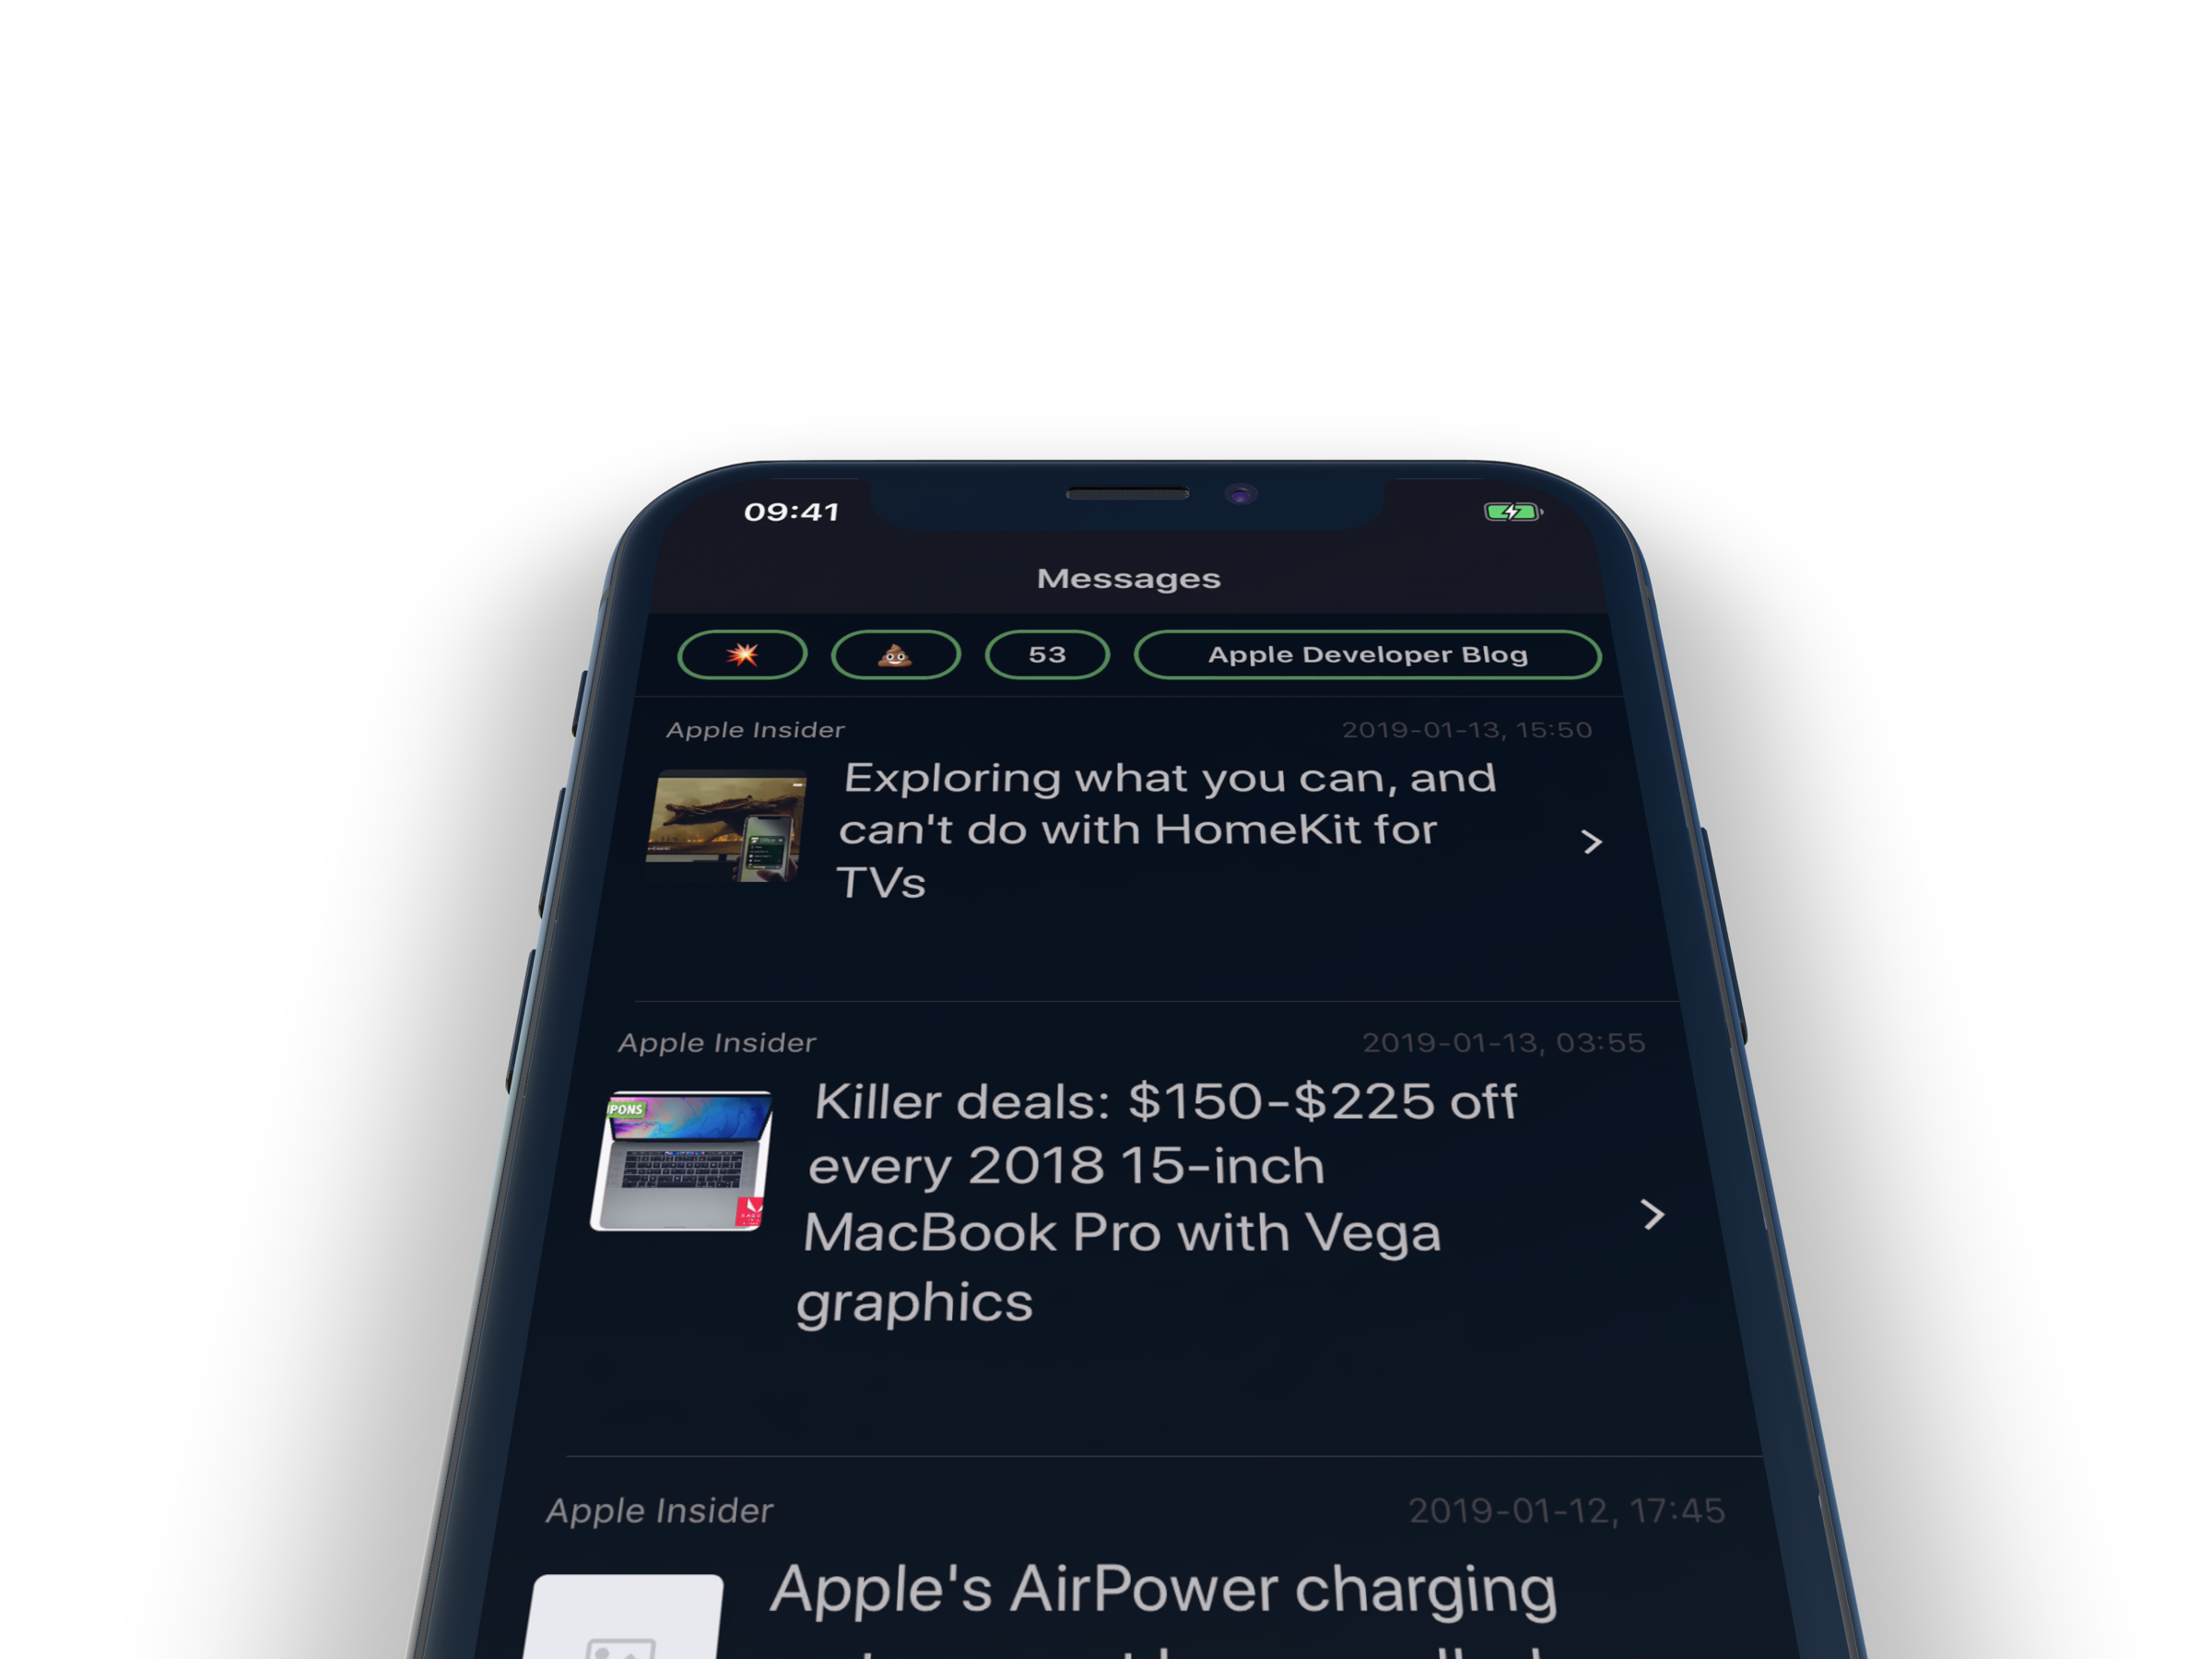 09:41
Messages
💥 💩 53 Apple Developer Blog
Apple Insider 2019-01-13, 15:50
Exploring what you can, and
can't do with HomeKit for
TVs
Apple Insider 2019-01-13, 03:55
PONS
Killer deals: $150-$225 off
every 2018 15-inch
MacBook Pro with Vega
graphics
Apple Insider 2019-01-12, 17:45
Apple's AirPower charging